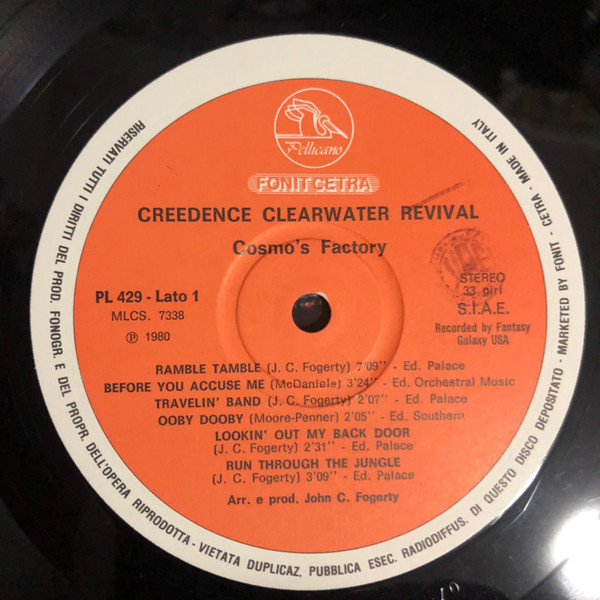 Pellicano
FONIT CETRA
CREEDENCE CLEARWATER REVIVAL
Cosmo's Factory
PL 429 - Lato 1
MLCS. 7338
Ⓟ 1980
STEREO
33 giri
S.I.A.E.
Recorded by Fantasy
Galaxy USA
RAMBLE TAMBLE (J. C. Fogerty) 7'09" - Ed. Palace
BEFORE YOU ACCUSE ME (McDaniele) 3'24" - Ed. Orchestral Music
TRAVELIN' BAND (J. C. Fogerty) 2'07" - Ed. Palace
OOBY DOOBY (Moore-Penner) 2'05" - Ed. Southern
LOOKIN' OUT MY BACK DOOR
(J. C. Fogerty) 2'31" - Ed. Palace
RUN THROUGH THE JUNGLE
(J. C. Fogerty) 3'09" - Ed. Palace
Arr. e prod. John C. Fogerty
RISERVATI TUTTI I DIRITTI DEL PROD. FONOGR. E DEL PROPR. DELL'OPERA RIPRODOTTA - VIETATA DUPLICAZ. PUBBLICA ESEC. RADIODIFFUS. DI QUESTO DISCO DEPOSITATO - MARKETED BY FONIT - CETRA - MADE IN ITALY